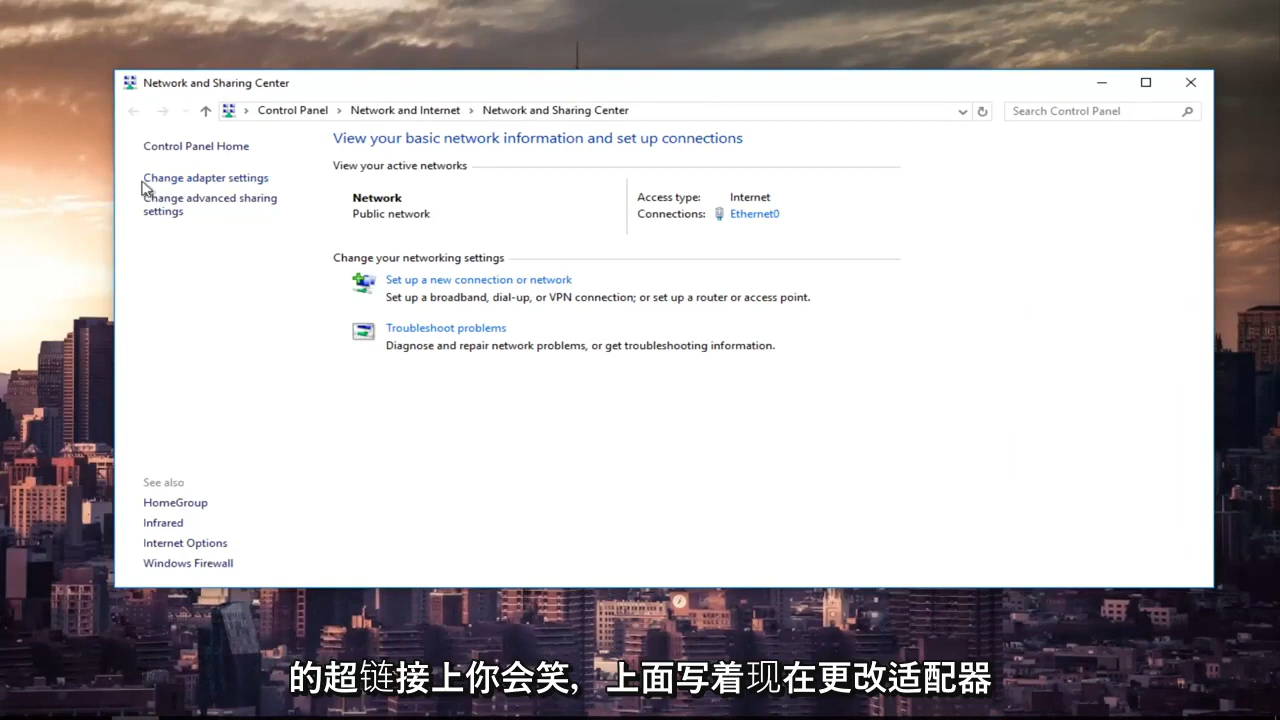 Network and Sharing Center
Control Panel > Network and Internet > Network and Sharing Center
Search Control Panel
Control Panel Home
Change adapter settings
Change advanced sharing
settings
View your basic network information and set up connections
View your active networks
Network
Public network
Access type: Internet
Connections: Ethernet0
Change your networking settings
Set up a new connection or network
Set up a broadband, dial-up, or VPN connection; or set up a router or access point.
Troubleshoot problems
Diagnose and repair network problems, or get troubleshooting information.
See also
HomeGroup
Infrared
Internet Options
Windows Firewall
的超链接上你会笑，上面写着现在更改适配器